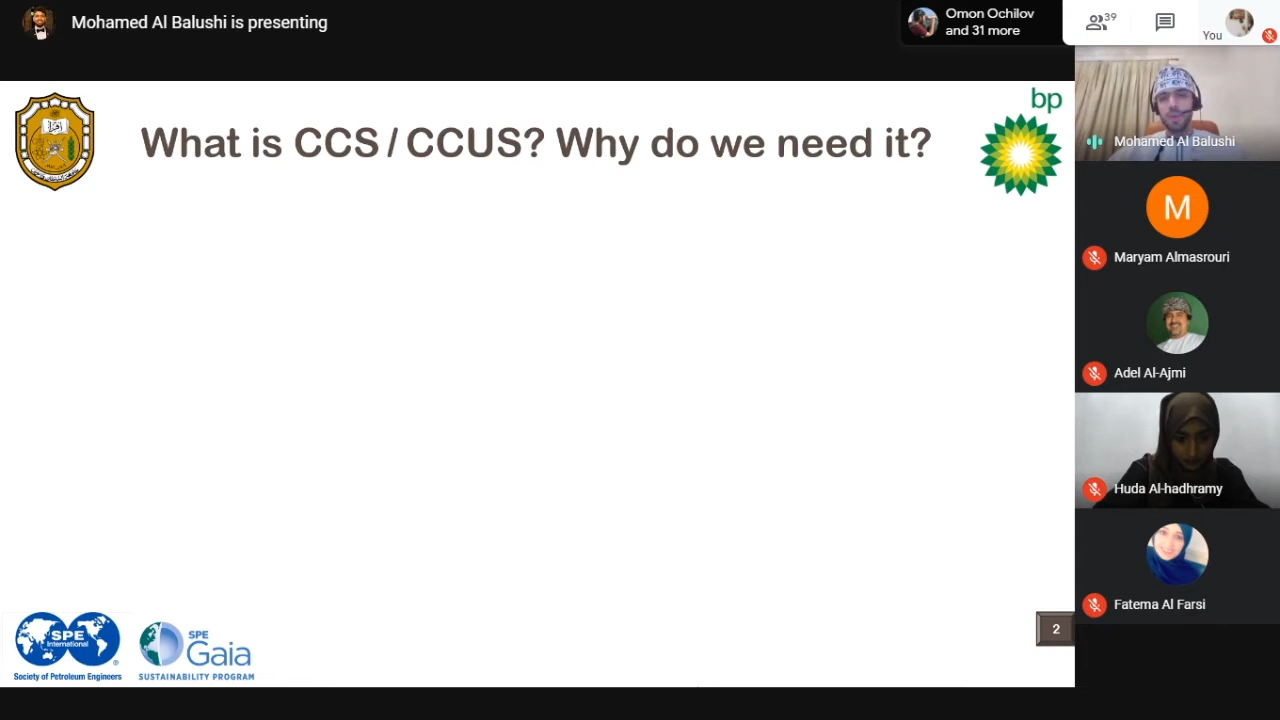 Mohamed Al Balushi is presenting
Omon Ochilov
and 31 more
39
You
What is CCS / CCUS? Why do we need it?
bp
Mohamed Al Balushi
M
Maryam Almasrouri
Adel Al-Ajmi
Huda Al-hadhramy
Fatema Al Farsi
SPE
International
®
Society of Petroleum Engineers
SPE
Gaia
SUSTAINABILITY PROGRAM
2